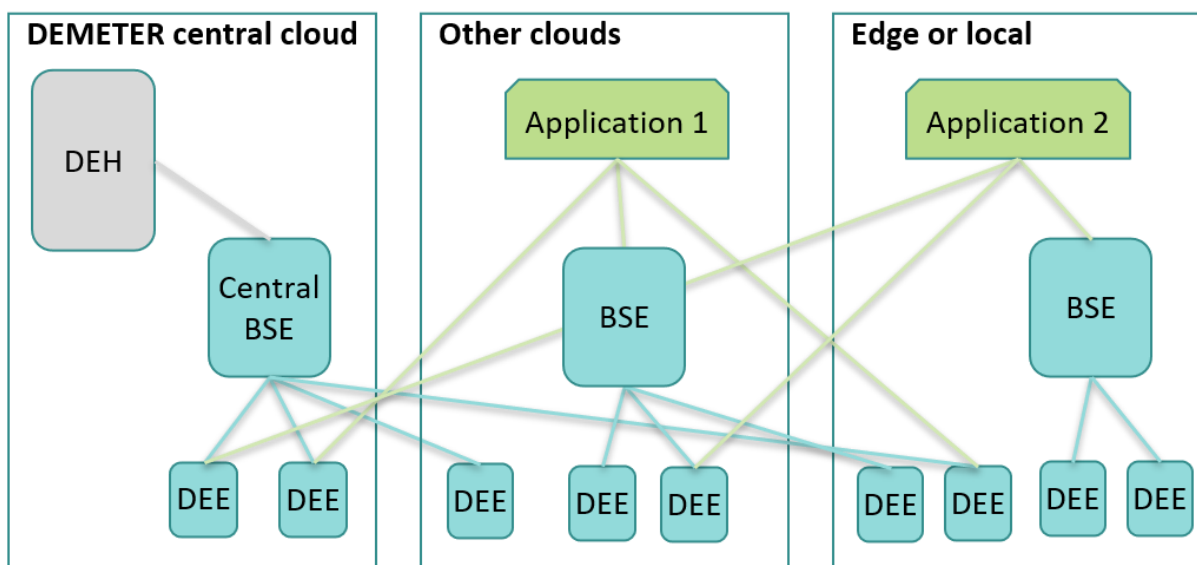 DEMETER central cloud
DEH
Central
BSE
DEE
DEE
Other clouds
Application 1
BSE
DEE
DEE
DEE
Edge or local
Application 2
BSE
DEE
DEE
DEE
DEE